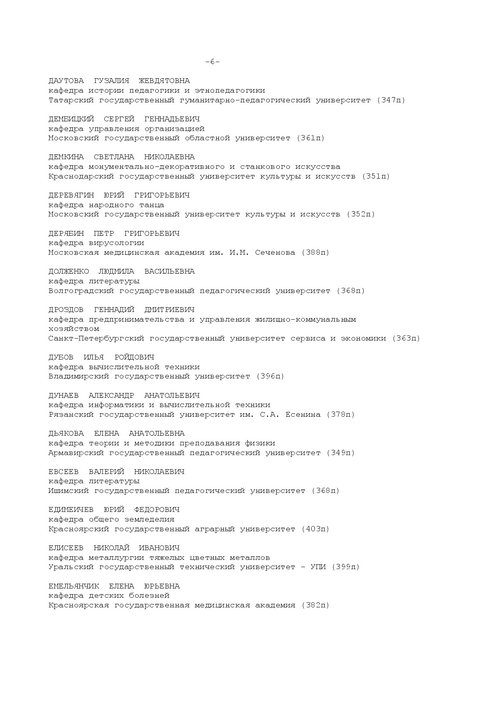 -6-
ДАУТОВА ГУЗАЛИЯ ЖЕВДЯТОВНА
кафедра истории педагогики и этнопедагогики
Татарский государственный гуманитарно-педагогический университет (347п)
ДЕМБИЦКИЙ СЕРГЕЙ ГЕННАДЬЕВИЧ
кафедра управления организацией
Московский государственный областной университет (361п)
ДЕМКИНА СВЕТЛАНА НИКОЛАЕВНА
кафедра монументально-декоративного и станкового искусства
Краснодарский государственный университет культуры и искусств (351п)
ДЕРЕВЯГИН ЮРИЙ ГРИГОРЬЕВИЧ
кафедра народного танца
Московский государственный университет культуры и искусств (352п)
ДЕРЯБИН ПЕТР ГРИГОРЬЕВИЧ
кафедра вирусологии
Московская медицинская академия им. И.М. Сеченова (388п)
ДОЛЖЕНКО ЛЮДМИЛА ВАСИЛЬЕВНА
кафедра литературы
Волгоградский государственный педагогический университет (368п)
ДРОЗДОВ ГЕННАДИЙ ДМИТРИЕВИЧ
кафедра предпринимательства и управления жилищно-коммунальным
хозяйством
Санкт-Петербургский государственный университет сервиса и экономики (363п)
ДУБОВ ИЛЬЯ РОЙДОВИЧ
кафедра вычислительной техники
Владимирский государственный университет (396п)
ДУНАЕВ АЛЕКСАНДР АНАТОЛЬЕВИЧ
кафедра информатики и вычислительной техники
Рязанский государственный университет им. С.А. Есенина (378п)
ДЬЯКОВА ЕЛЕНА АНАТОЛЬЕВНА
кафедра теории и методики преподавания физики
Армавирский государственный педагогический университет (349п)
ЕВСЕЕВ ВАЛЕРИЙ НИКОЛАЕВИЧ
кафедра литературы
Ишимский государственный педагогический университет (368п)
ЕДИМЕИЧЕВ ЮРИЙ ФЕДОРОВИЧ
кафедра общего земледелия
Красноярский государственный аграрный университет (403п)
ЕЛИСЕЕВ НИКОЛАЙ ИВАНОВИЧ
кафедра металлургии тяжелых цветных металлов
Уральский государственный технический университет - УПИ (399п)
ЕМЕЛЬЯНЧИК ЕЛЕНА ЮРЬЕВНА
кафедра детских болезней
Красноярская государственная медицинская академия (382п)